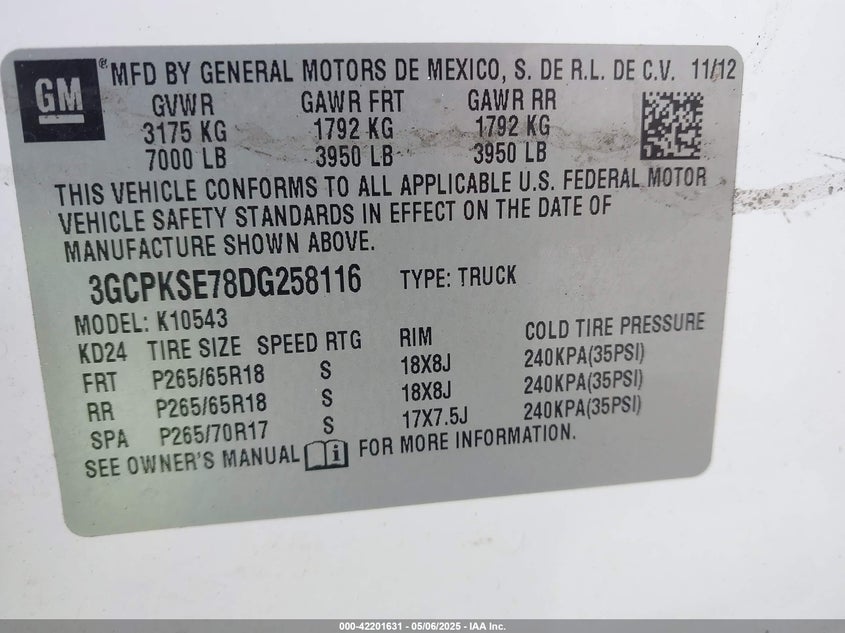 GM ® MFD BY GENERAL MOTORS DE MEXICO, S. DE R.L. DE C.V. 11/12
GVWR GAWR FRT GAWR RR
3175 KG 1792 KG 1792 KG
7000 LB 3950 LB 3950 LB
THIS VEHICLE CONFORMS TO ALL APPLICABLE U.S. FEDERAL MOTOR
VEHICLE SAFETY STANDARDS IN EFFECT ON THE DATE OF
MANUFACTURE SHOWN ABOVE.
3GCPKSE78DG258116 TYPE: TRUCK
MODEL: K10543
KD24 TIRE SIZE SPEED RTG RIM COLD TIRE PRESSURE
FRT P265/65R18 S 18X8J 240KPA(35PSI)
RR P265/65R18 S 18X8J 240KPA(35PSI)
SPA P265/70R17 S 17X7.5J 240KPA(35PSI)
SEE OWNER'S MANUAL i FOR MORE INFORMATION.
000-42201631 - 05/06/2025 - IAA Inc.